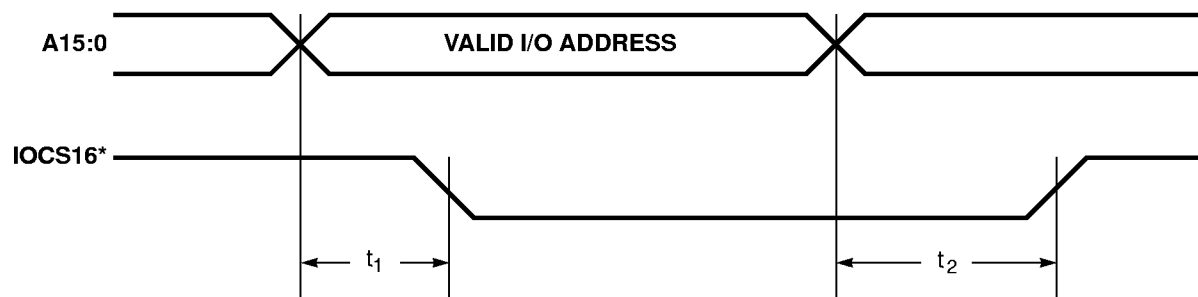 A15:0 VALID I/O ADDRESS
IOCS16*
t1 t2